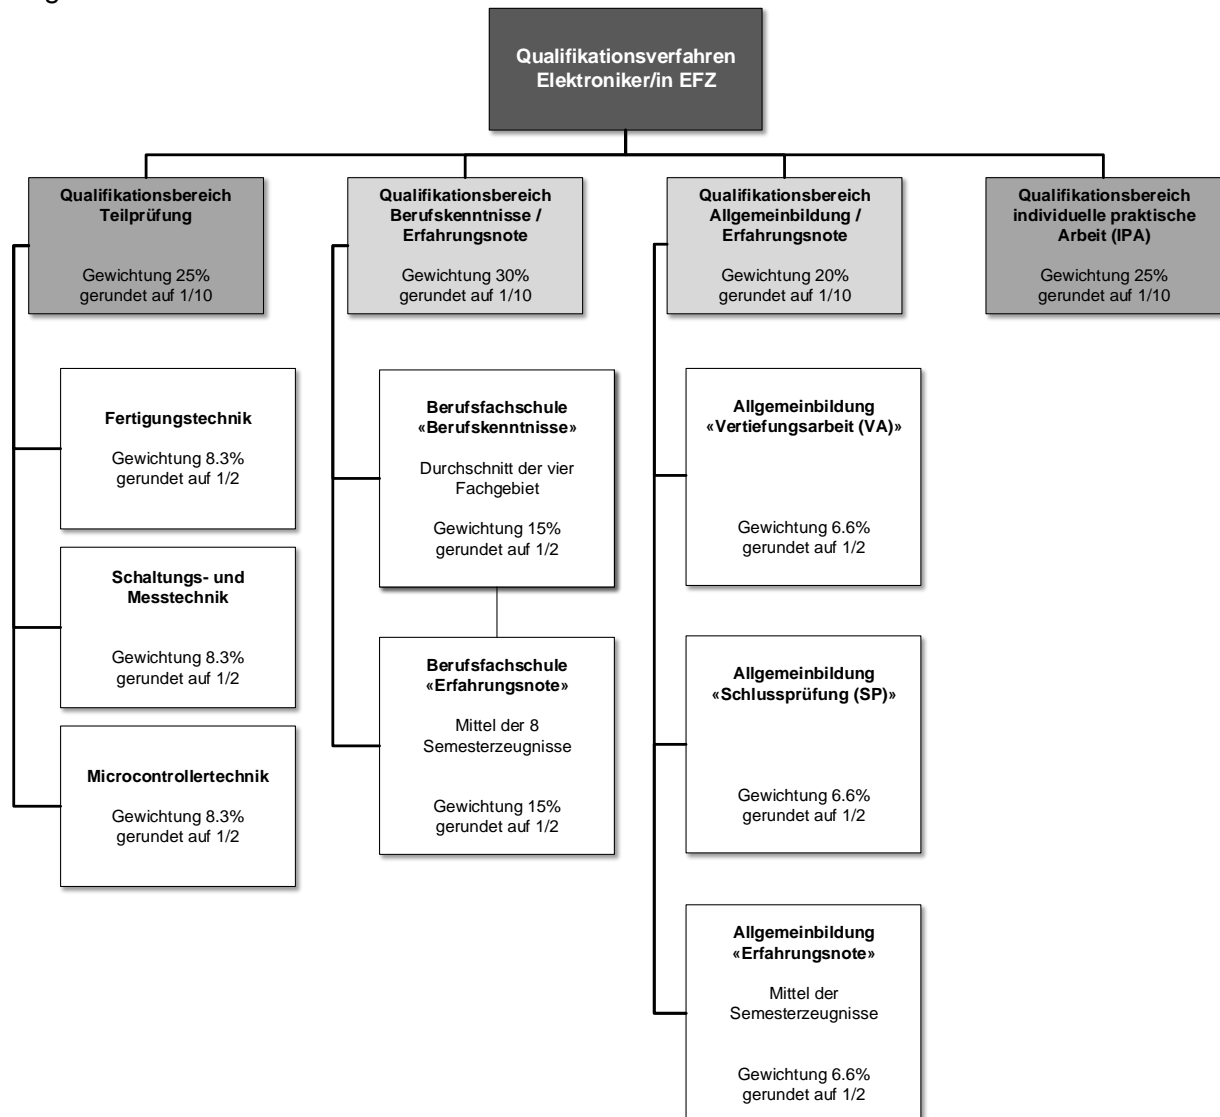 Qualifikationsverfahren
Elektroniker/in EFZ
Qualifikationsbereich
Teilprüfung
Gewichtung 25%
gerundet auf 1/10
Qualifikationsbereich
Berufskenntnisse /
Erfahrungsnote
Gewichtung 30%
gerundet auf 1/10
Qualifikationsbereich
Allgemeinbildung /
Erfahrungsnote
Gewichtung 20%
gerundet auf 1/10
Qualifikationsbereich
individuelle praktische
Arbeit (IPA)
Gewichtung 25%
gerundet auf 1/10
Fertigungstechnik
Gewichtung 8.3%
gerundet auf 1/2
Schaltungs- und
Messtechnik
Gewichtung 8.3%
gerundet auf 1/2
Microcontrollertechnik
Gewichtung 8.3%
gerundet auf 1/2
Berufsfachschule
«Berufskenntnisse»
Durchschnitt der vier
Fachgebiet
Gewichtung 15%
gerundet auf 1/2
Berufsfachschule
«Erfahrungsnote»
Mittel der 8
Semesterzeugnisse
Gewichtung 15%
gerundet auf 1/2
Allgemeinbildung
«Vertiefungsarbeit (VA)»
Gewichtung 6.6%
gerundet auf 1/2
Allgemeinbildung
«Schlussprüfung (SP)»
Gewichtung 6.6%
gerundet auf 1/2
Allgemeinbildung
«Erfahrungsnote»
Mittel der
Semesterzeugnisse
Gewichtung 6.6%
gerundet auf 1/2